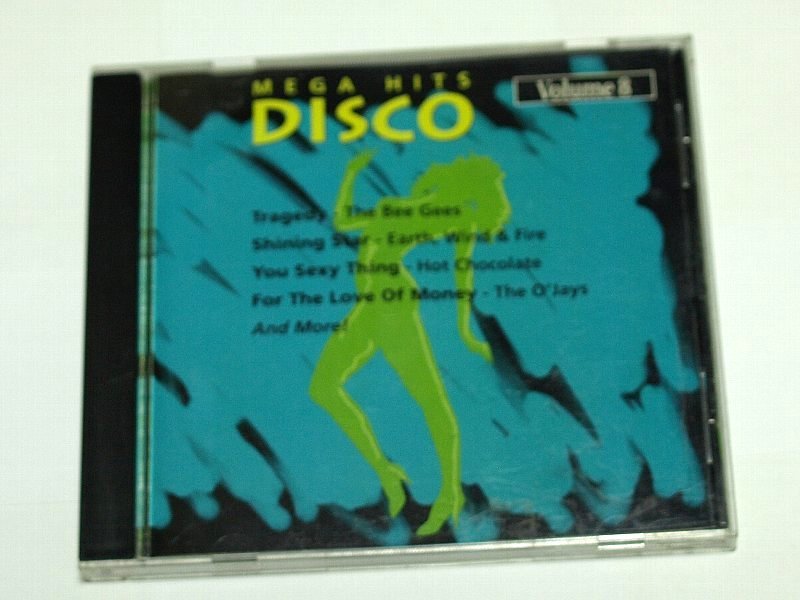 MEGA HITS
DISCO
Volume 8
Tragedy - The Bee Gees
Shining Star - Earth, Wind & Fire
You Sexy Thing - Hot Chocolate
For The Love Of Money - The O'Jays
And More!